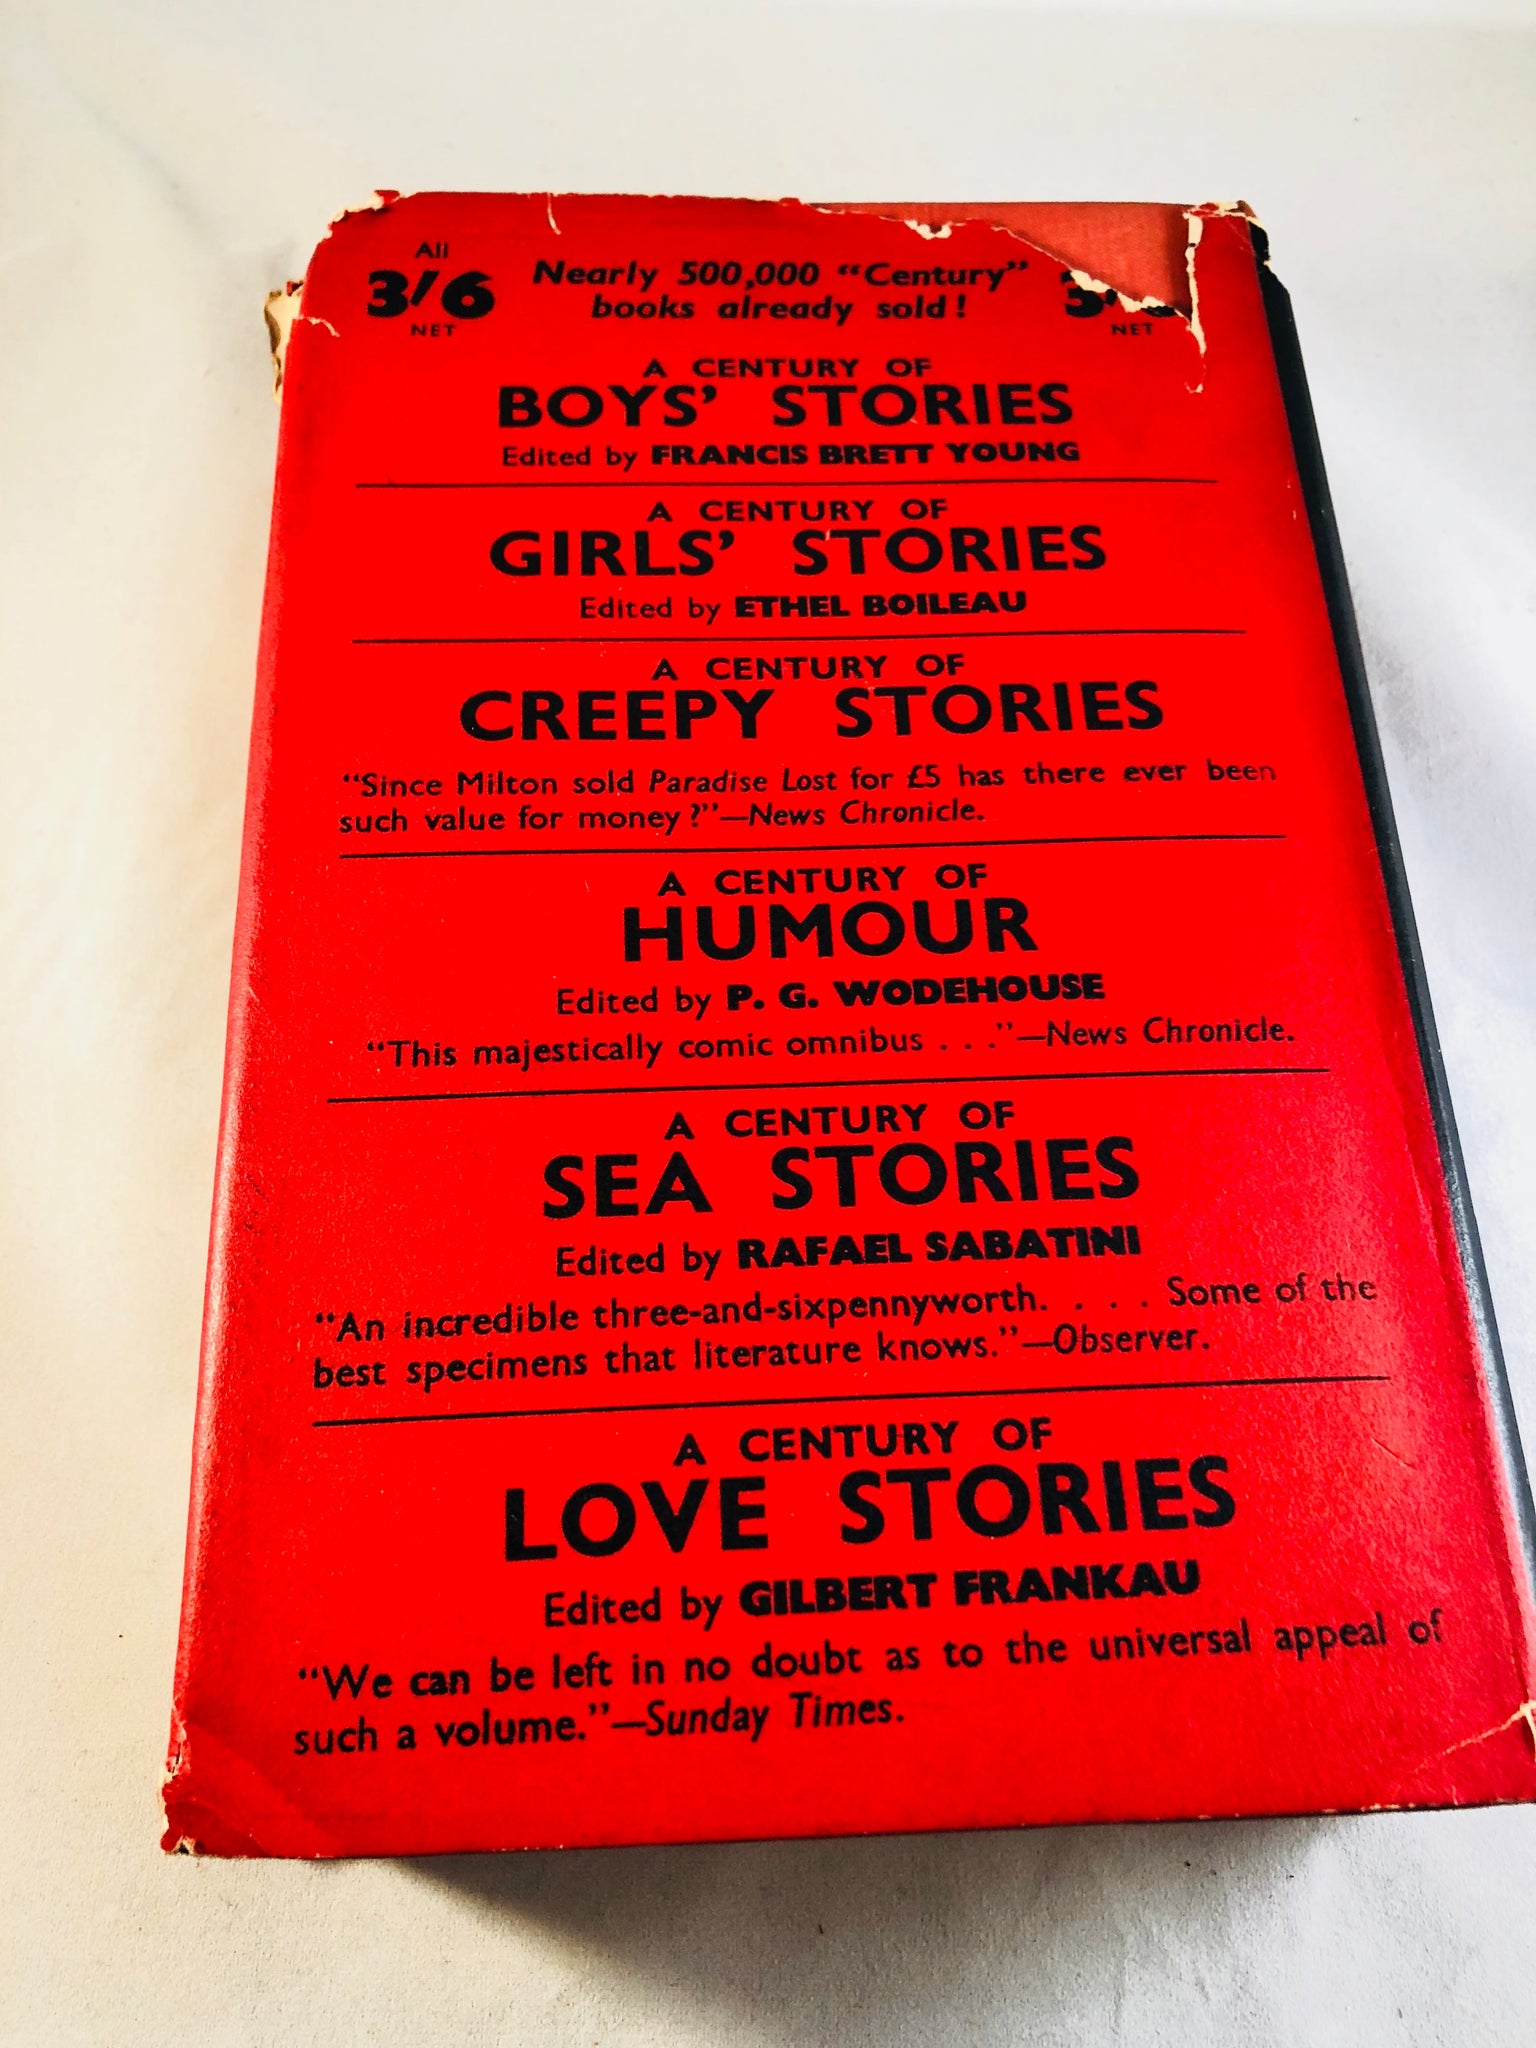 All
3/6
NET
Nearly 500,000 "Century"
books already sold!
NET
A CENTURY OF
BOYS' STORIES
Edited by FRANCIS BRETT YOUNG
A CENTURY OF
GIRLS' STORIES
Edited by ETHEL BOILEAU
A CENTURY OF
CREEPY STORIES
"Since Milton sold Paradise Lost for £5 has there ever been
such value for money?"—News Chronicle.
A CENTURY OF
HUMOUR
Edited by P. G. WODEHOUSE
"This majestically comic omnibus . . ."—News Chronicle.
A CENTURY OF
SEA STORIES
Edited by RAFAEL SABATINI
"An incredible three-and-sixpennyworth. . . . Some of the
best specimens that literature knows."—Observer.
A CENTURY OF
LOVE STORIES
Edited by GILBERT FRANKAU
"We can be left in no doubt as to the universal appeal of
such a volume."—Sunday Times.